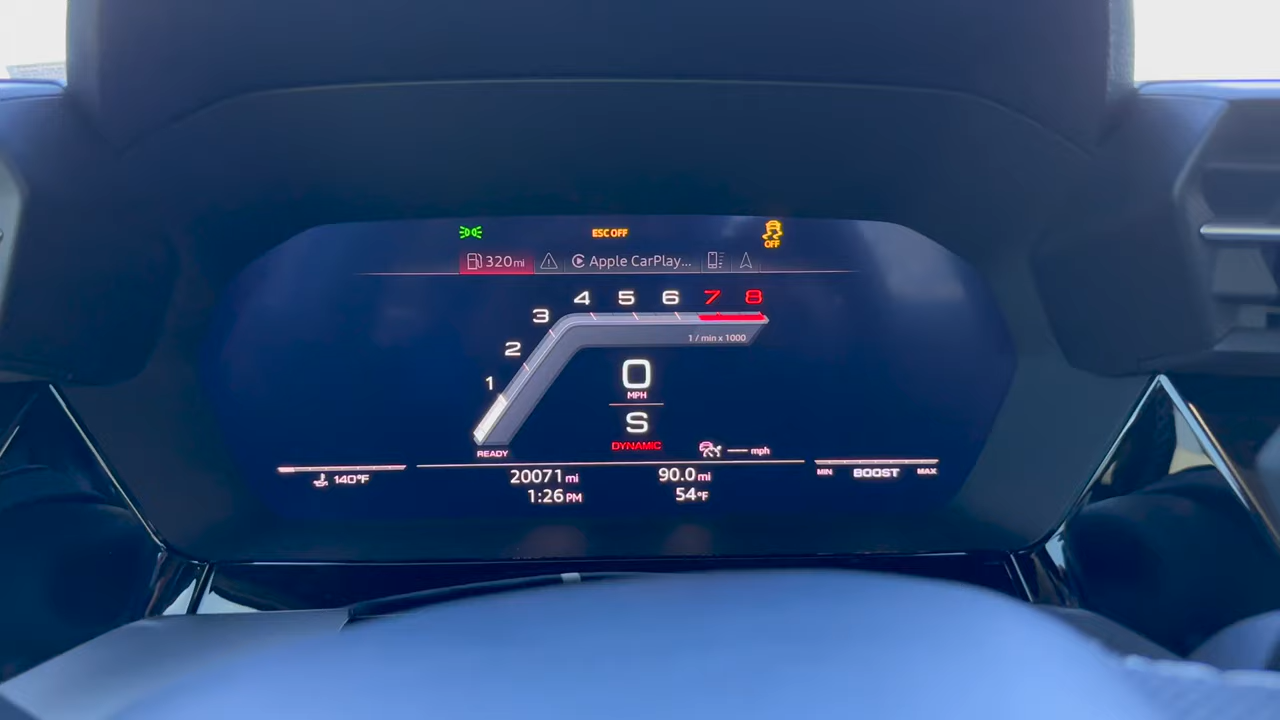 ESC OFF
OFF
320mi
Apple CarPlay...
1 2 3 4 5 6 7 8
1 / min x 1000
0
MPH
S
DYNAMIC
READY
--- mph
140°F
20071mi
90.0mi
MIN BOOST MAX
1:26PM
54°F